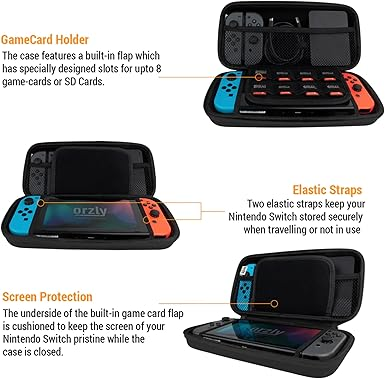 GameCard Holder
The case features a built-in flap which
has specially designed slots for upto 8
game-cards or SD Cards.
orzly
Elastic Straps
Two elastic straps keep your
Nintendo Switch stored securely
when travelling or not in use
Screen Protection
The underside of the built-in game card flap
is cushioned to keep the screen of your
Nintendo Switch pristine while the
case is closed.